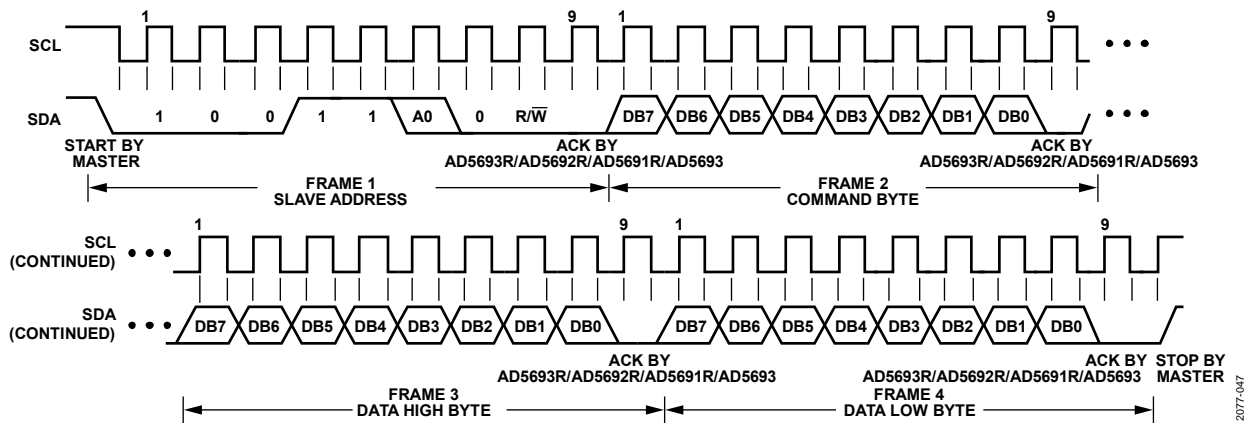 1 9 1 9
SCL
SDA
1 0 0 1 1 A0 0 R/W̅ DB7 DB6 DB5 DB4 DB3 DB2 DB1 DB0
START BY
MASTER
ACK BY
AD5693R/AD5692R/AD5691R/AD5693
ACK BY
AD5693R/AD5692R/AD5691R/AD5693
FRAME 1
SLAVE ADDRESS
FRAME 2
COMMAND BYTE
1 9 1 9
SCL
(CONTINUED)
SDA
(CONTINUED)
DB7 DB6 DB5 DB4 DB3 DB2 DB1 DB0 DB7 DB6 DB5 DB4 DB3 DB2 DB1 DB0
ACK BY
AD5693R/AD5692R/AD5691R/AD5693
ACK BY
AD5693R/AD5692R/AD5691R/AD5693
STOP BY
MASTER
FRAME 3
DATA HIGH BYTE
FRAME 4
DATA LOW BYTE
2077-047